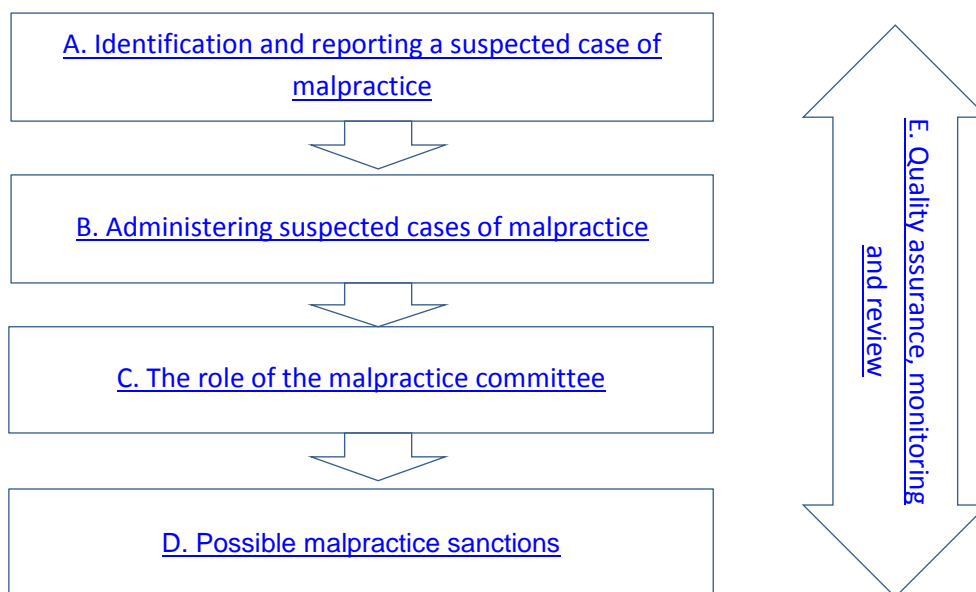 A. Identification and reporting a suspected case of
malpractice
B. Administering suspected cases of malpractice
C. The role of the malpractice committee
D. Possible malpractice sanctions
E. Quality assurance, monitoring
and review